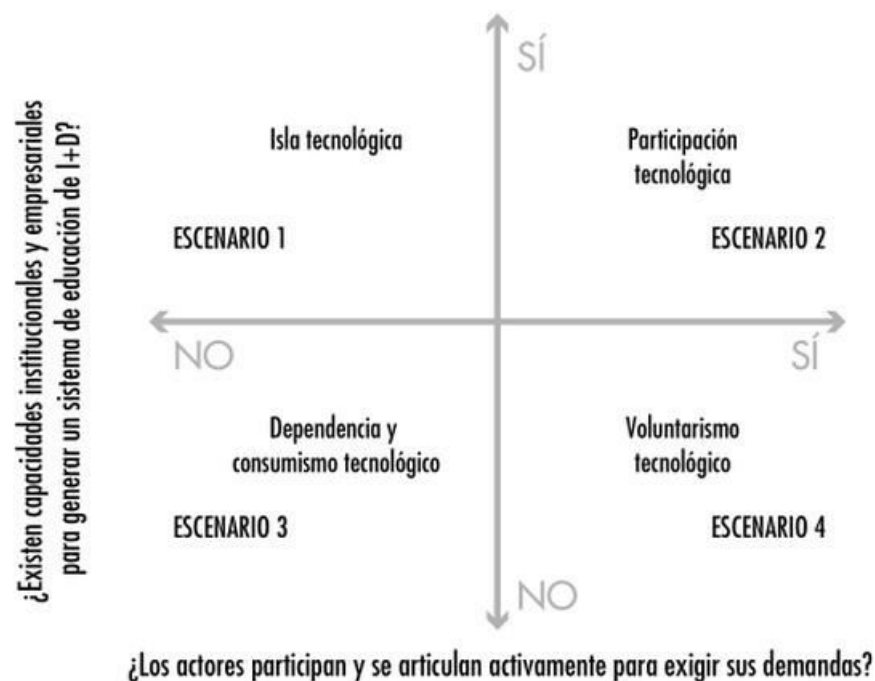 ¿Existen capacidades institucionales y empresariales
para generar un sistema de educación de I+D?
SÍ
Isla tecnológica
Participación
tecnológica
ESCENARIO 1
ESCENARIO 2
NO
SÍ
Dependencia y
consumismo tecnológico
Voluntarismo
tecnológico
ESCENARIO 3
ESCENARIO 4
NO
¿Los actores participan y se articulan activamente para exigir sus demandas?